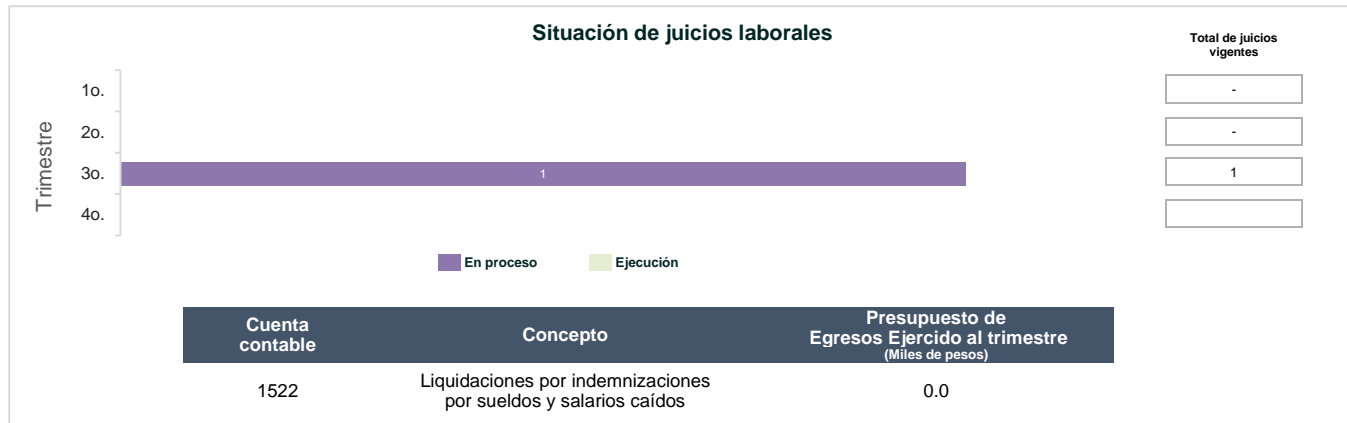 Situación de juicios laborales
Total de juicios
vigentes
Trimestre
1o.
-
2o.
-
3o.
1
1
4o.
En proceso
Ejecución
Cuenta
contable
Concepto
Presupuesto de
Egresos Ejercido al trimestre
(Miles de pesos)
1522
Liquidaciones por indemnizaciones
por sueldos y salarios caídos
0.0